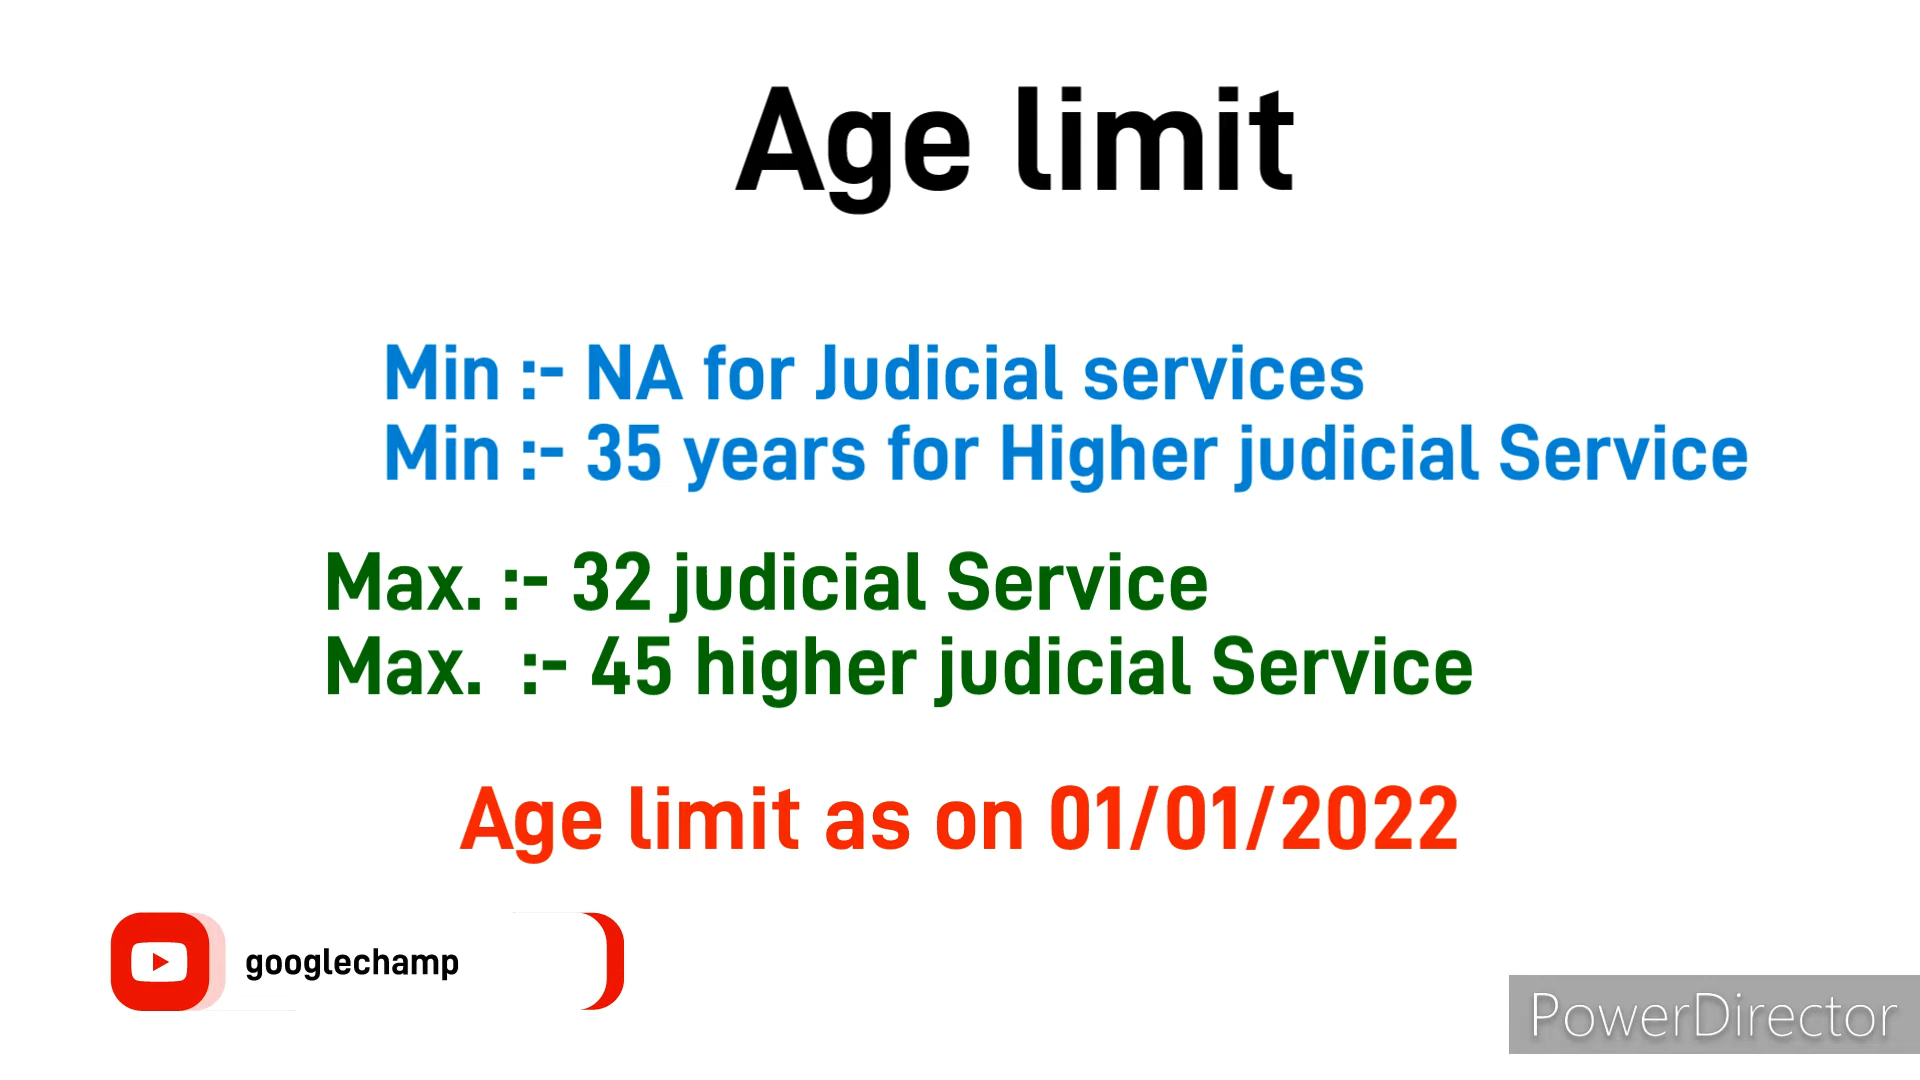 Age limit
Min :- NA for Judicial services
Min :- 35 years for Higher judicial Service
Max. :- 32 judicial Service
Max.  :- 45 higher judicial Service
Age limit as on 01/01/2022
googlechamp
PowerDirector